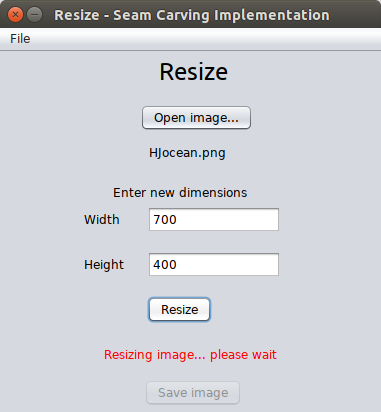 Resize - Seam Carving Implementation
File
Resize
Open image...
HJocean.png
Enter new dimensions
Width 700
Height 400
Resize
Resizing image... please wait
Save image